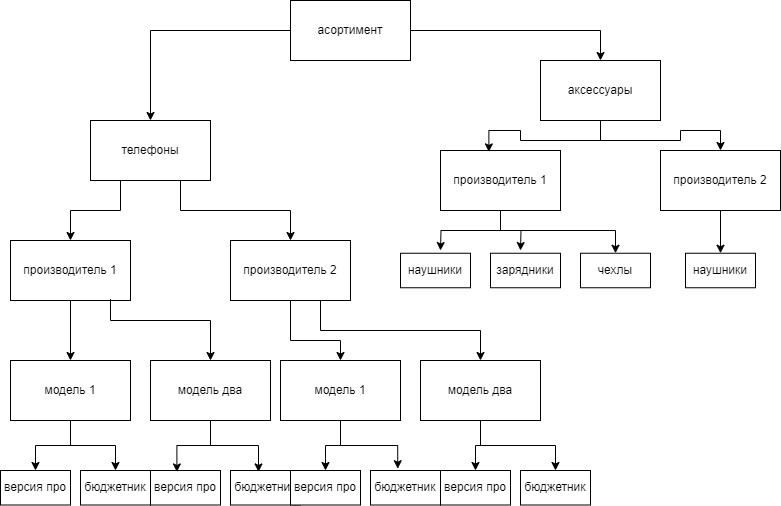 асортимент
аксессуары
телефоны
производитель 1
производитель 2
производитель 1
производитель 2
наушники
зарядники
чехлы
наушники
модель 1
модель два
модель 1
модель два
версия про
бюджетник
версия про
бюджетни
версия про
бюджетник
версия про
бюджетник